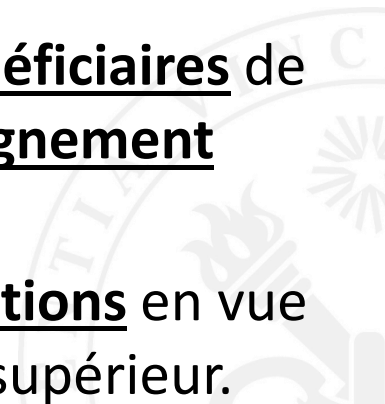 éficiaires de
gnement
tions en vue
supérieur.